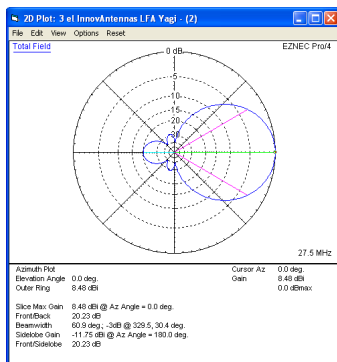 2D Plot: 3 el InnovAntennas LFA Yagi - (2)
File Edit View Options Reset
Total Field
EZNEC Pro/4
0 dB
-5
-10
-15
-20
-30
27.5 MHz
Azimuth Plot
Elevation Angle 0.0 deg.
Outer Ring 8.48 dBi
Cursor Az 0.0 deg.
Gain 8.48 dBi
0.0 dBmax
Slice Max Gain 8.48 dBi @ Az Angle = 0.0 deg.
Front/Back 20.23 dB
Beamwidth 60.9 deg.; -3dB @ 329.5, 30.4 deg.
Sidelobe Gain -11.75 dBi @ Az Angle = 180.0 deg.
Front/Sidelobe 20.23 dB